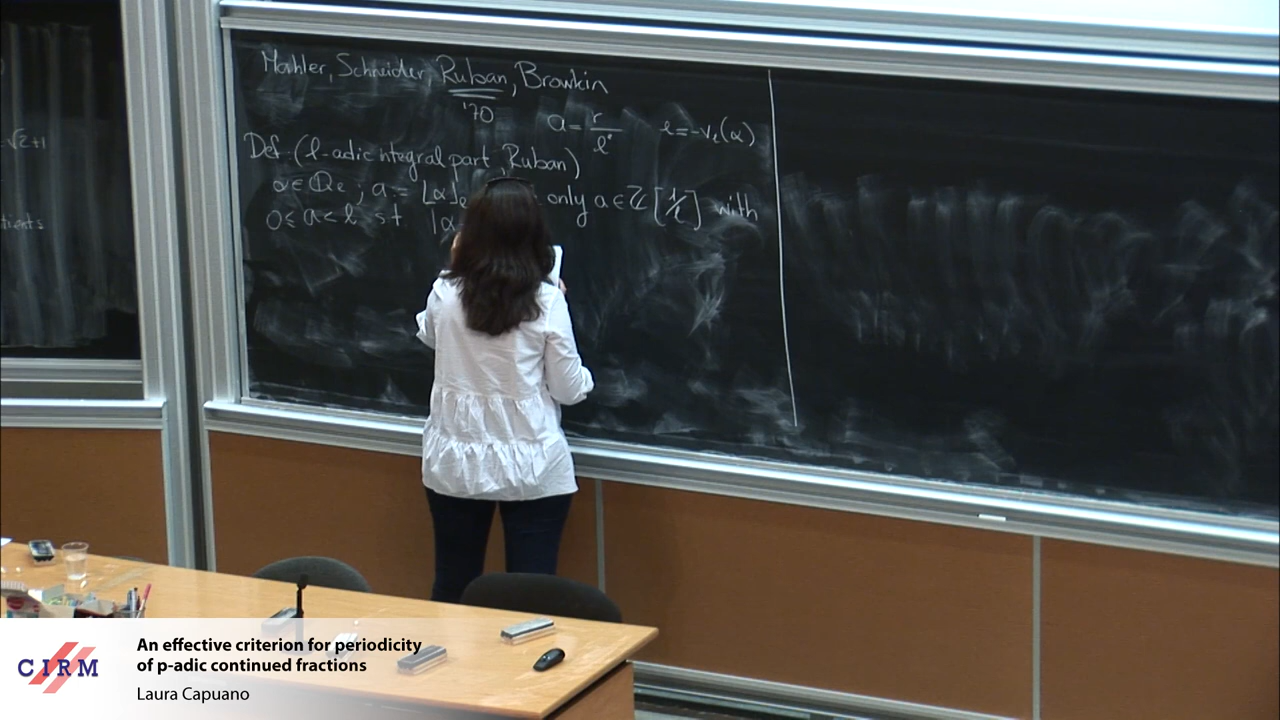 Mahler, Schneider, Ruban, Browkin
'70
a = r/ℓ^e e = -v_ℓ(α)
Def. (ℓ-adic integral part, Ruban)
α ∈ Q_ℓ, a := ⌊α⌋_ℓ only a ∈ Z[1/ℓ] with
0 ≤ a < ℓ st |α
√2+1
CIRM
An effective criterion for periodicity
of p-adic continued fractions
Laura Capuano